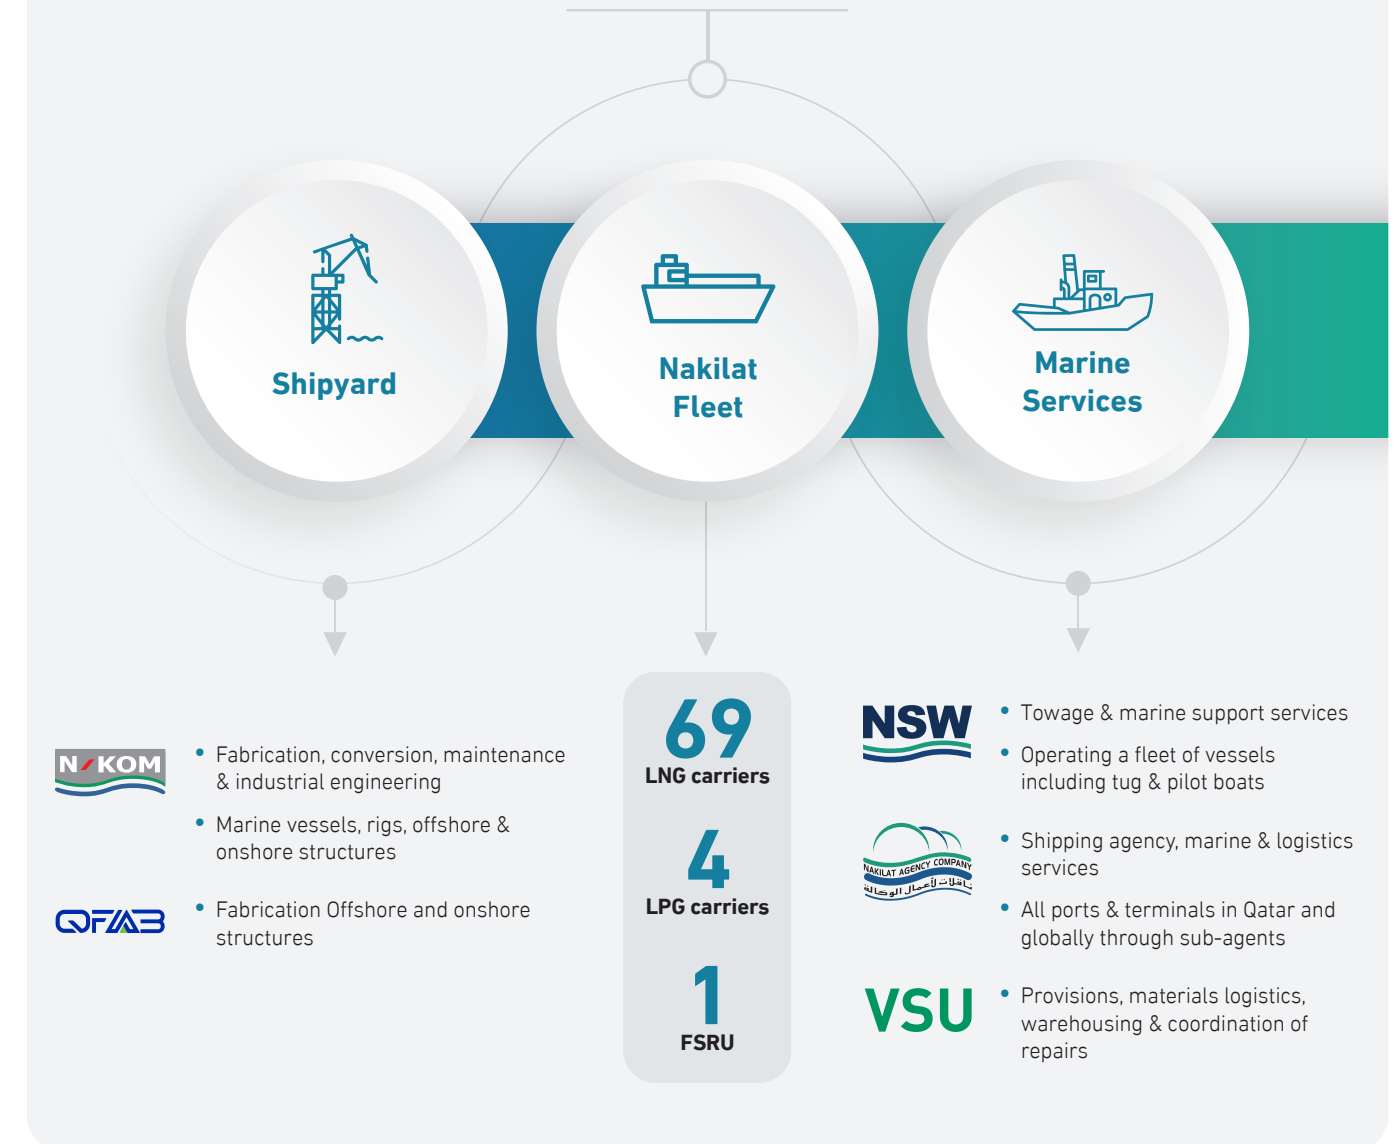 Shipyard
Nakilat
Fleet
Marine
Services
N-KOM
Fabrication, conversion, maintenance
& industrial engineering
Marine vessels, rigs, offshore &
onshore structures
QFAB
Fabrication Offshore and onshore
structures
69
LNG carriers
4
LPG carriers
1
FSRU
NSW
Towage & marine support services
Operating a fleet of vessels
including tug & pilot boats
NAKILAT AGENCY COMPANY
ناقلات لأعمال الوكالة
Shipping agency, marine & logistics
services
All ports & terminals in Qatar and
globally through sub-agents
VSU
Provisions, materials logistics,
warehousing & coordination of
repairs